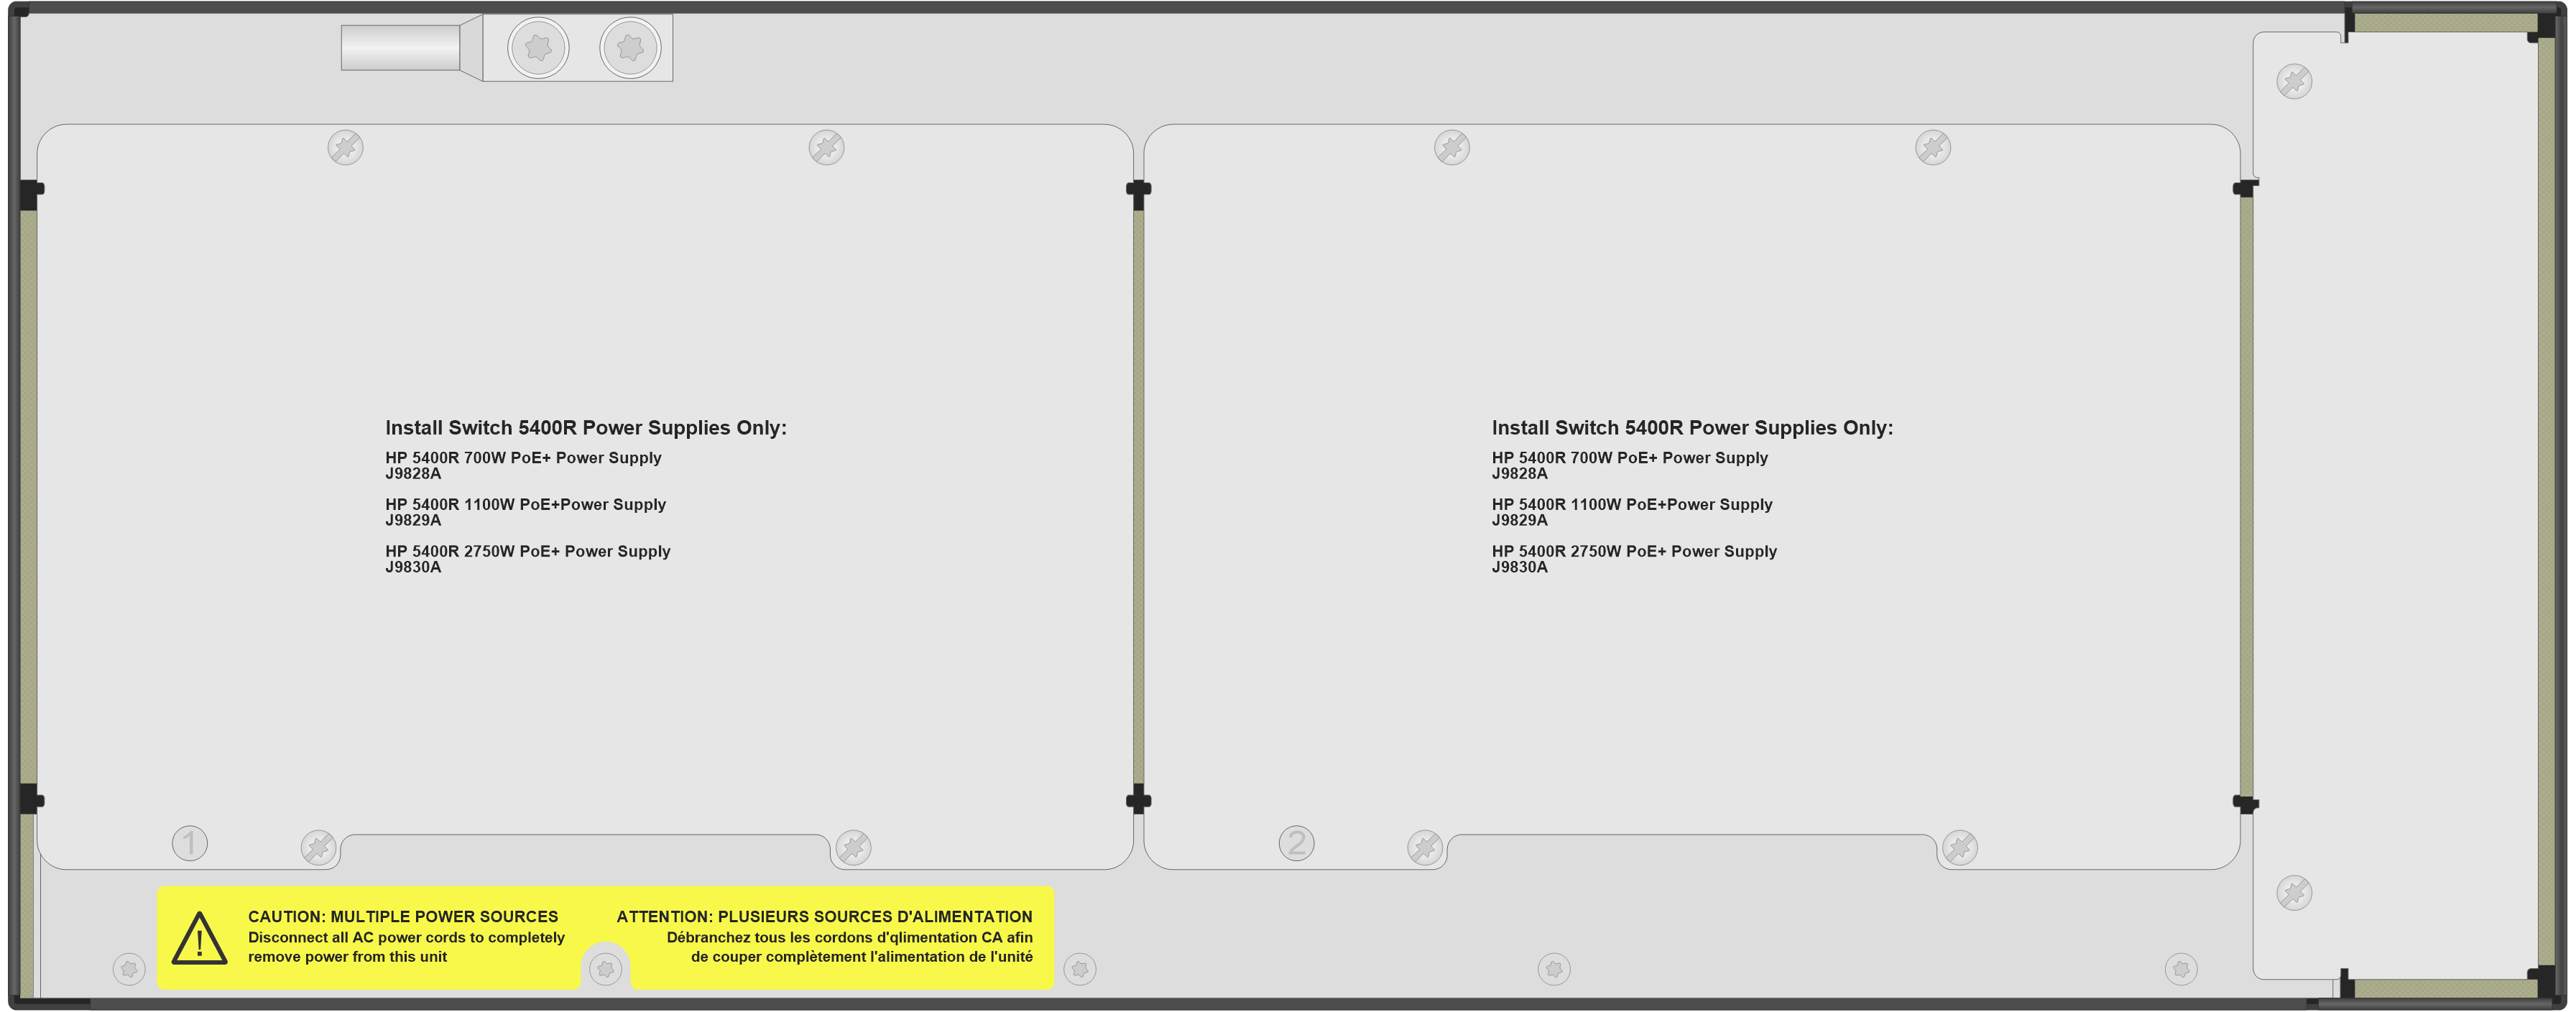 Install Switch 5400R Power Supplies Only:
HP 5400R 700W PoE+ Power Supply
J9828A
HP 5400R 1100W PoE+Power Supply
J9829A
HP 5400R 2750W PoE+ Power Supply
J9830A
1
Install Switch 5400R Power Supplies Only:
HP 5400R 700W PoE+ Power Supply
J9828A
HP 5400R 1100W PoE+Power Supply
J9829A
HP 5400R 2750W PoE+ Power Supply
J9830A
2
CAUTION: MULTIPLE POWER SOURCES
Disconnect all AC power cords to completely
remove power from this unit
ATTENTION: PLUSIEURS SOURCES D'ALIMENTATION
Débranchez tous les cordons d'qlimentation CA afin
de couper complètement l'alimentation de l'unité